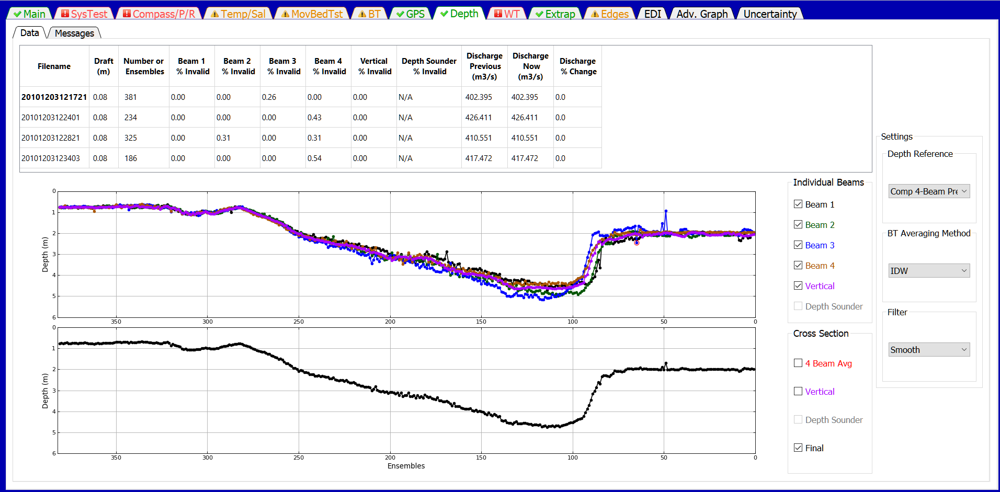 Main SysTest Compass/P/R Temp/Sal MovBedTst BT GPS Depth WT Extrap Edges EDI Adv. Graph Uncertainty
Data Messages
Filename Draft (m) Number or Ensembles Beam 1 % Invalid Beam 2 % Invalid Beam 3 % Invalid Beam 4 % Invalid Vertical % Invalid Depth Sounder % Invalid Discharge Previous (m3/s) Discharge Now (m3/s) Discharge % Change
20101203121721 0.08 381 0.00 0.00 0.26 0.00 0.00 N/A 402.395 402.395 0.0
20101203122401 0.08 234 0.00 0.00 0.00 0.43 0.00 N/A 426.411 426.411 0.0
20101203122821 0.08 325 0.00 0.31 0.00 0.31 0.00 N/A 410.551 410.551 0.0
20101203123403 0.08 186 0.00 0.00 0.00 0.54 0.00 N/A 417.472 417.472 0.0
Depth (m)
0
1
2
3
4
5
6
350 300 250 200 150 100 50 0
Depth (m)
0
1
2
3
4
5
6
350 300 250 200 150 100 50 0
Ensembles
Individual Beams
Beam 1
Beam 2
Beam 3
Beam 4
Vertical
Depth Sounder
Cross Section
4 Beam Avg
Vertical
Depth Sounder
Final
Settings
Depth Reference
Comp 4-Beam Pre
BT Averaging Method
IDW
Filter
Smooth